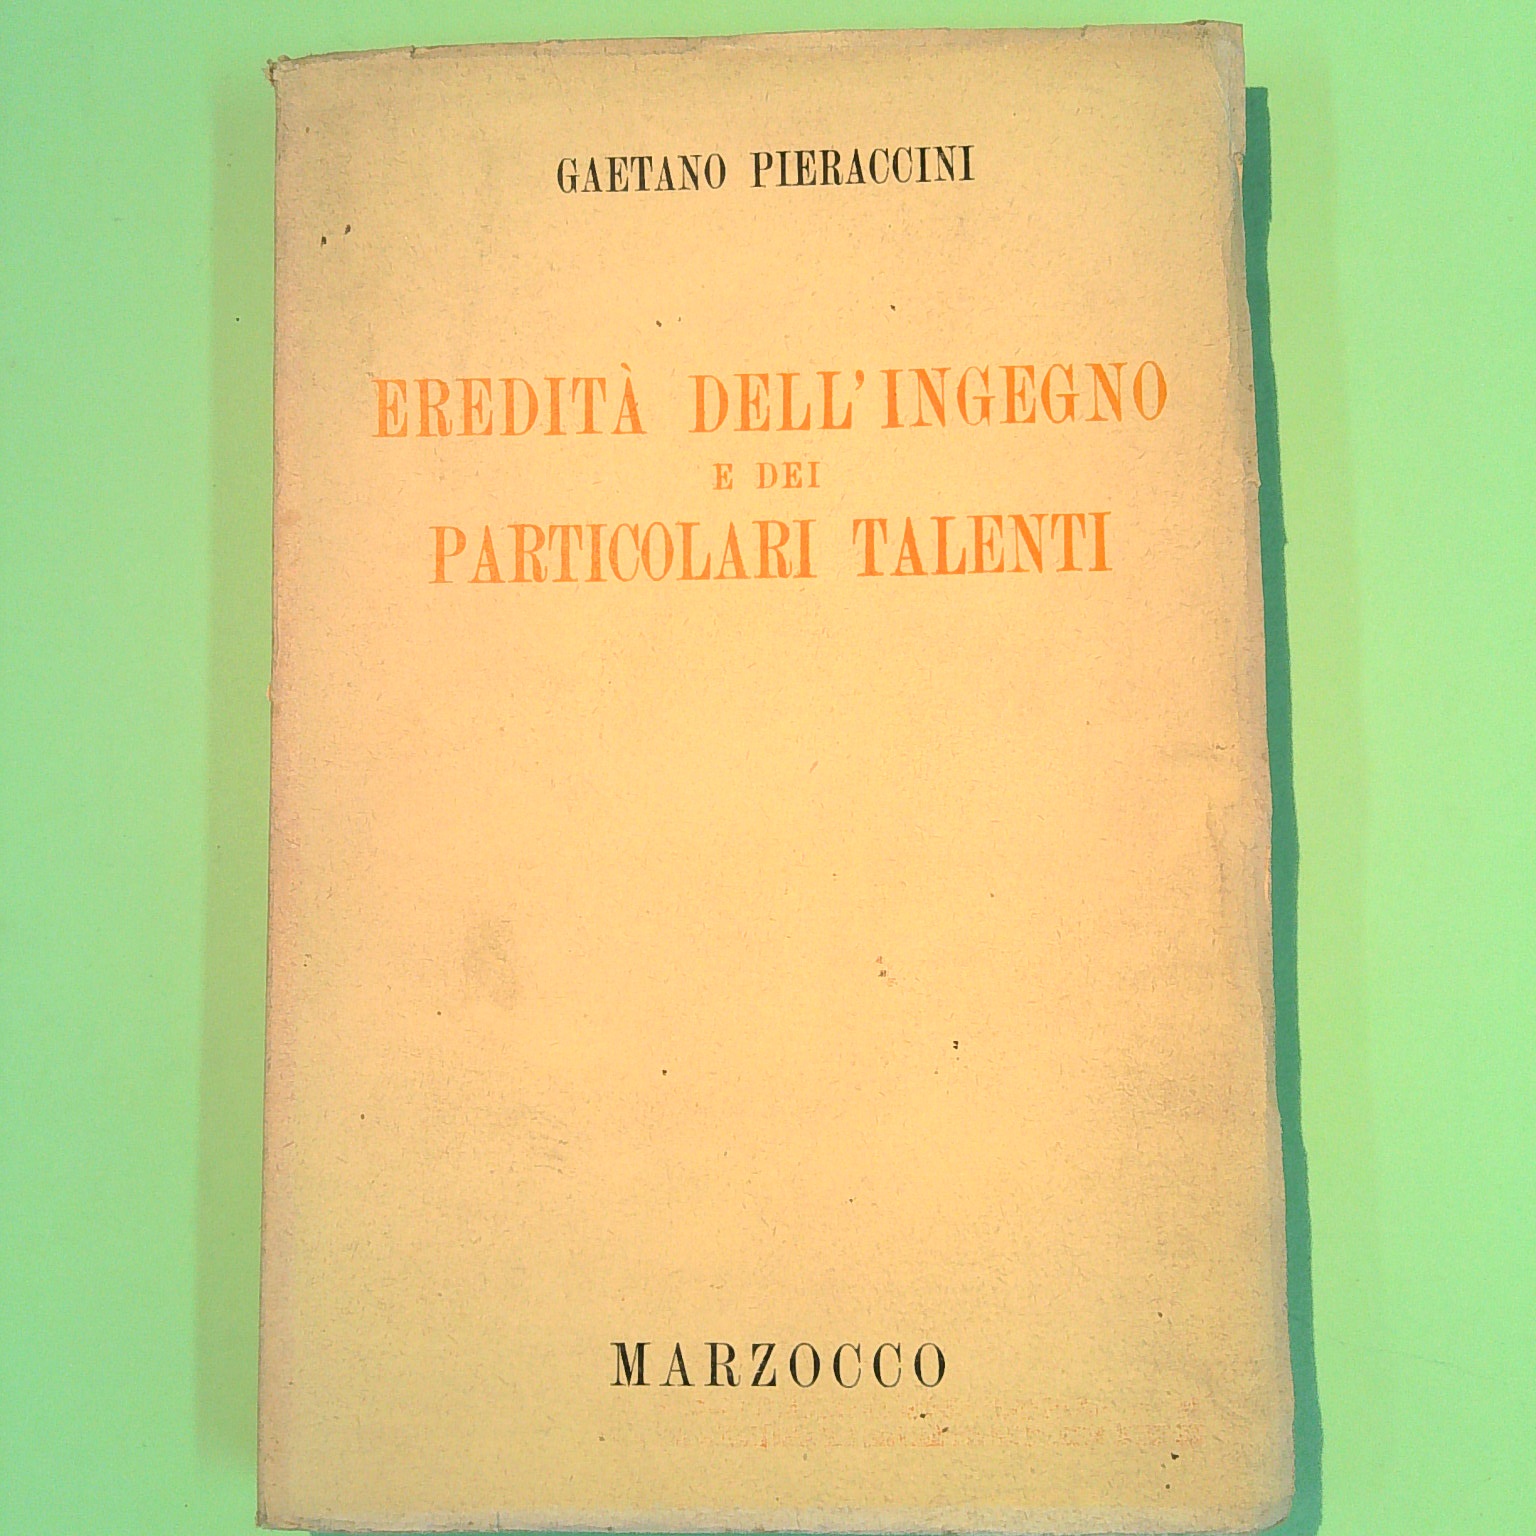 GAETANO PIERACCINI
EREDITÀ DELL'INGEGNO
E DEI
PARTICOLARI TALENTI
MARZOCCO